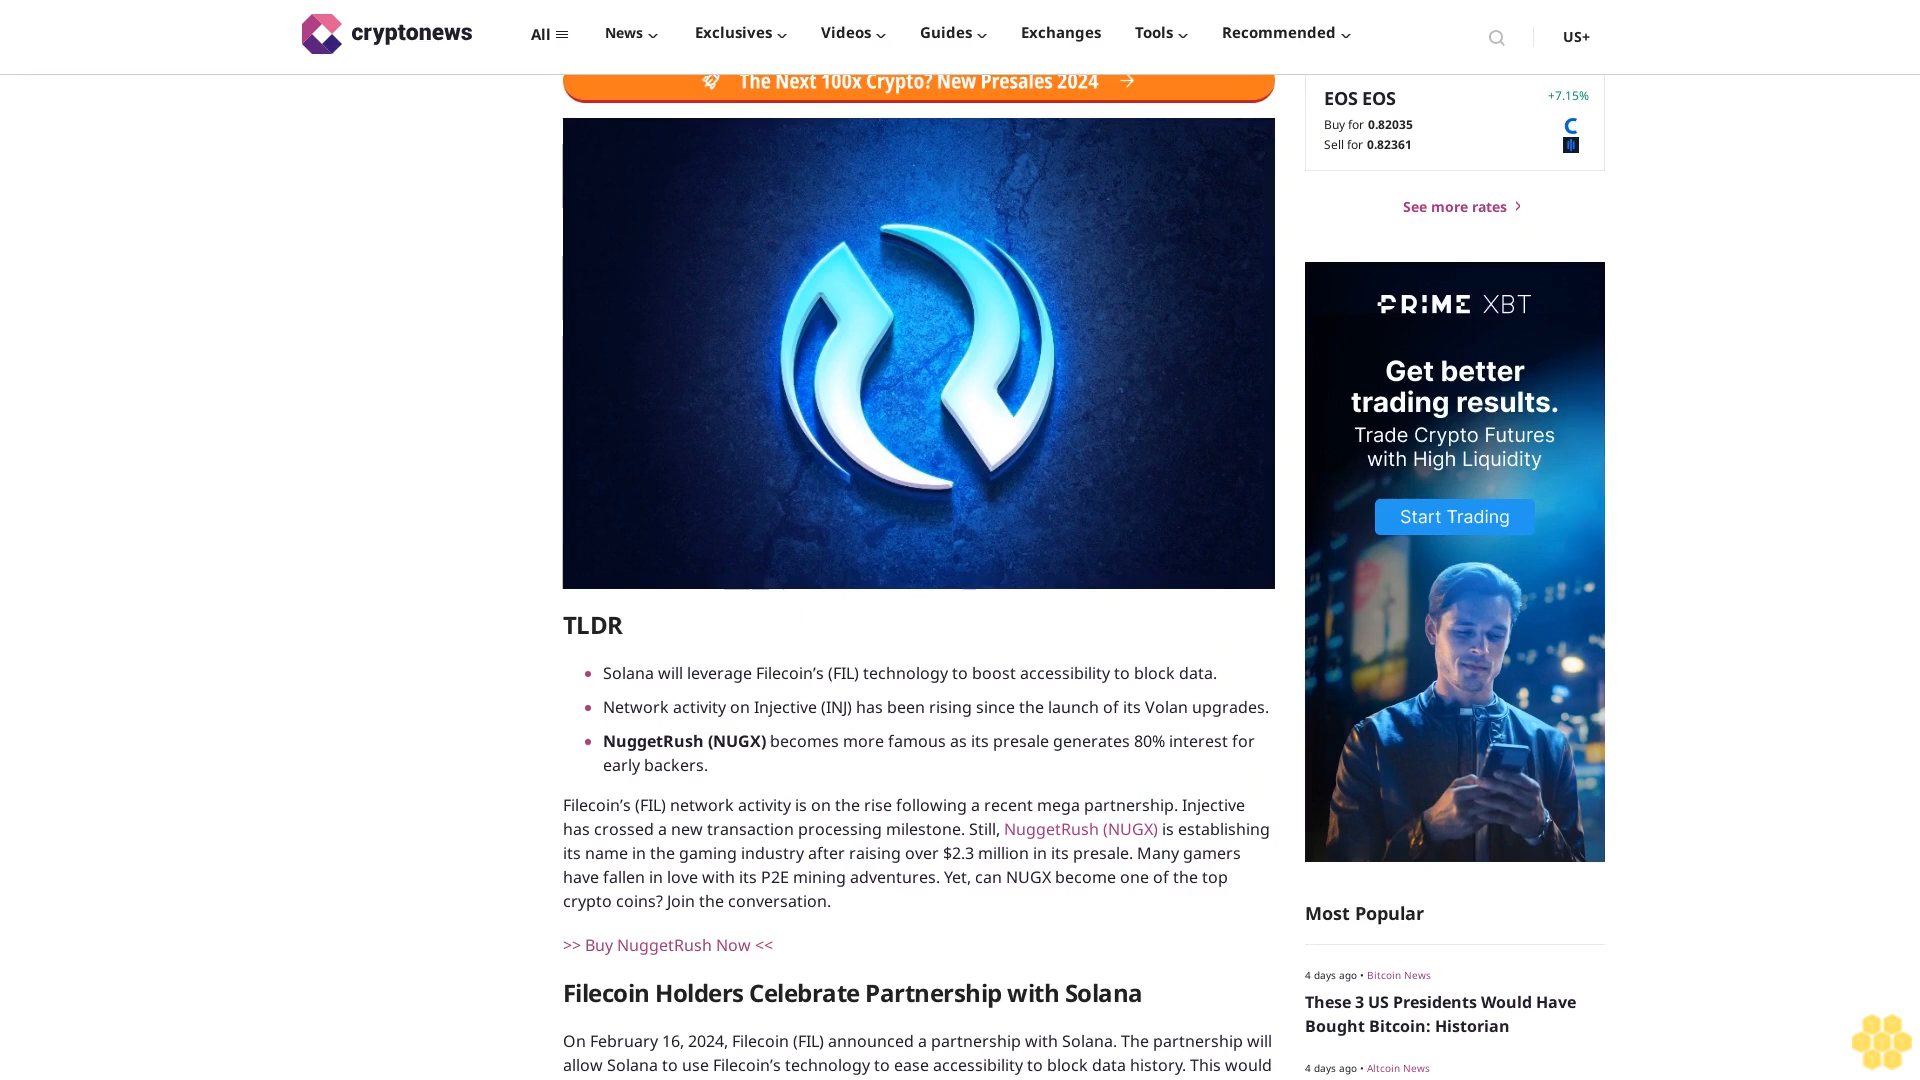 cryptonews
All
News
Exclusives
Videos
Guides
Exchanges
Tools
Recommended
US+
The Next 100x Crypto? New Presales 2024
EOS EOS
+7.15%
Buy for 0.82035
Sell for 0.82361
See more rates
PRIME XBT
Get better
trading results.
Trade Crypto Futures
with High Liquidity
Start Trading
TLDR
Solana will leverage Filecoin’s (FIL) technology to boost accessibility to block data.
Network activity on Injective (INJ) has been rising since the launch of its Volan upgrades.
NuggetRush (NUGX) becomes more famous as its presale generates 80% interest for
early backers.
Filecoin’s (FIL) network activity is on the rise following a recent mega partnership. Injective
has crossed a new transaction processing milestone. Still, NuggetRush (NUGX) is establishing
its name in the gaming industry after raising over $2.3 million in its presale. Many gamers
have fallen in love with its P2E mining adventures. Yet, can NUGX become one of the top
crypto coins? Join the conversation.
>> Buy NuggetRush Now <<
Filecoin Holders Celebrate Partnership with Solana
On February 16, 2024, Filecoin (FIL) announced a partnership with Solana. The partnership will
allow Solana to use Filecoin’s technology to ease accessibility to block data history. This would
Most Popular
4 days ago • Bitcoin News
These 3 US Presidents Would Have
Bought Bitcoin: Historian
4 days ago • Altcoin News